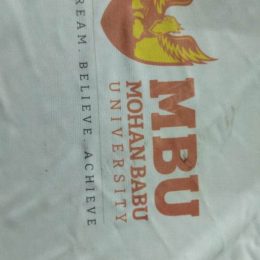 MBU
MOHAN BABU
UNIVERSITY
REAM. BELIEVE. ACHIEVE